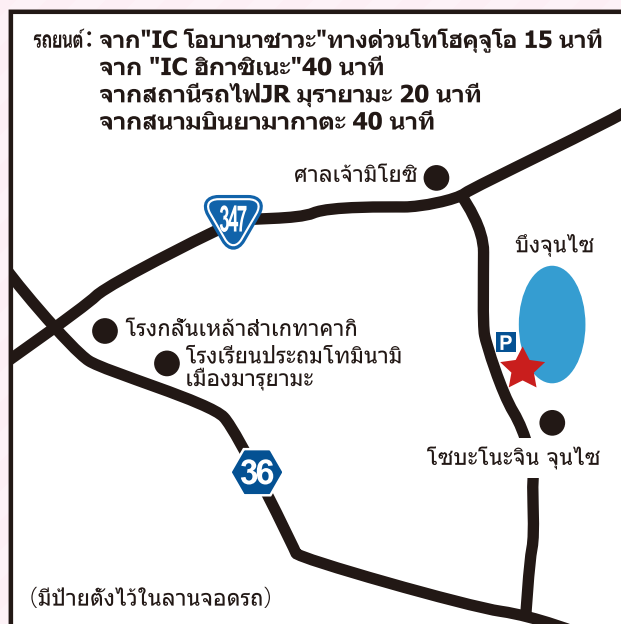 รถยนต์: จาก"IC โอบานาซาวะ"ทางด่วนโทโฮคุจูโอ 15 นาที
จาก "IC ฮิกาชิเนะ"40 นาที
จากสถานีรถไฟJR มุรายามะ 20 นาที
จากสนามบินยามากาตะ 40 นาที
ศาลเจ้ามิโยชิ
347
บึงจุนไซ
โรงกลั่นเหล้าสำเกทาคากิ
P
โรงเรียนประถมโทมินามิ
เมืองมารุยามะ
โซบะโนะจิน จุนไซ
36
(มีป้ายตั้งไว้ในลานจอดรถ)